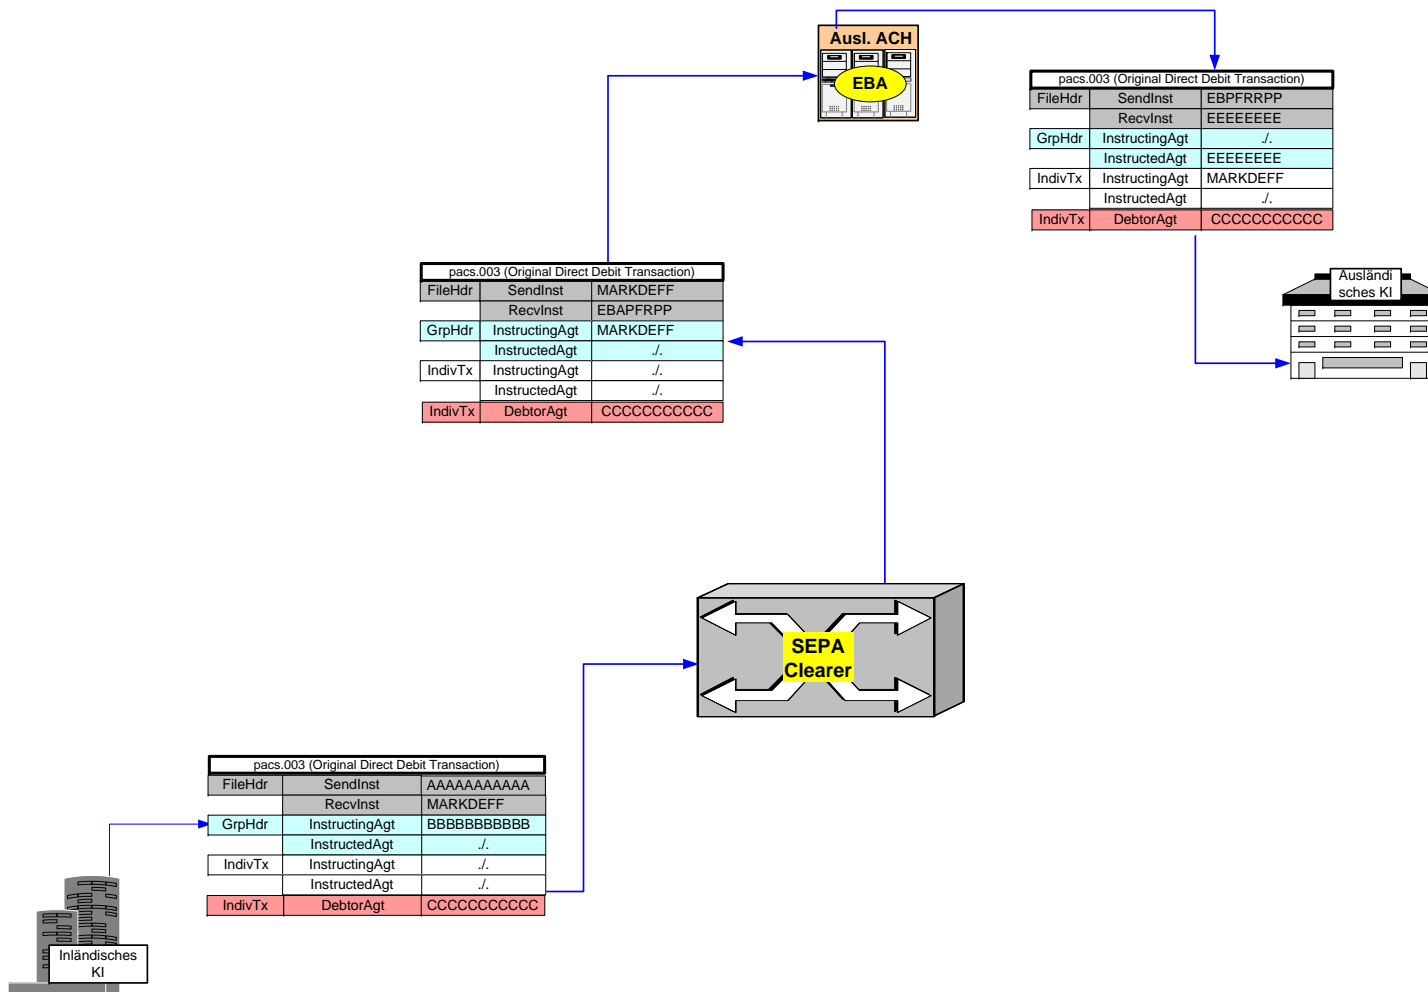 Ausl. ACH
EBA
pacs.003 (Original Direct Debit Transaction)
FileHdr SendInst EBPFRRPP
RecvInst EEEEEEEE
GrpHdr InstructingAgt ./.
InstructedAgt EEEEEEEE
IndivTx InstructingAgt MARKDEFF
InstructedAgt ./.
IndivTx DebtorAgt CCCCCCCCCCC
Ausländi
sches KI
pacs.003 (Original Direct Debit Transaction)
FileHdr SendInst MARKDEFF
RecvInst EBAPFRPP
GrpHdr InstructingAgt MARKDEFF
InstructedAgt ./.
IndivTx InstructingAgt ./.
InstructedAgt ./.
IndivTx DebtorAgt CCCCCCCCCCC
SEPA
Clearer
pacs.003 (Original Direct Debit Transaction)
FileHdr SendInst AAAAAAAAAAA
RecvInst MARKDEFF
GrpHdr InstructingAgt BBBBBBBBBBB
InstructedAgt ./.
IndivTx InstructingAgt ./.
InstructedAgt ./.
IndivTx DebtorAgt CCCCCCCCCCC
Inländisches
KI